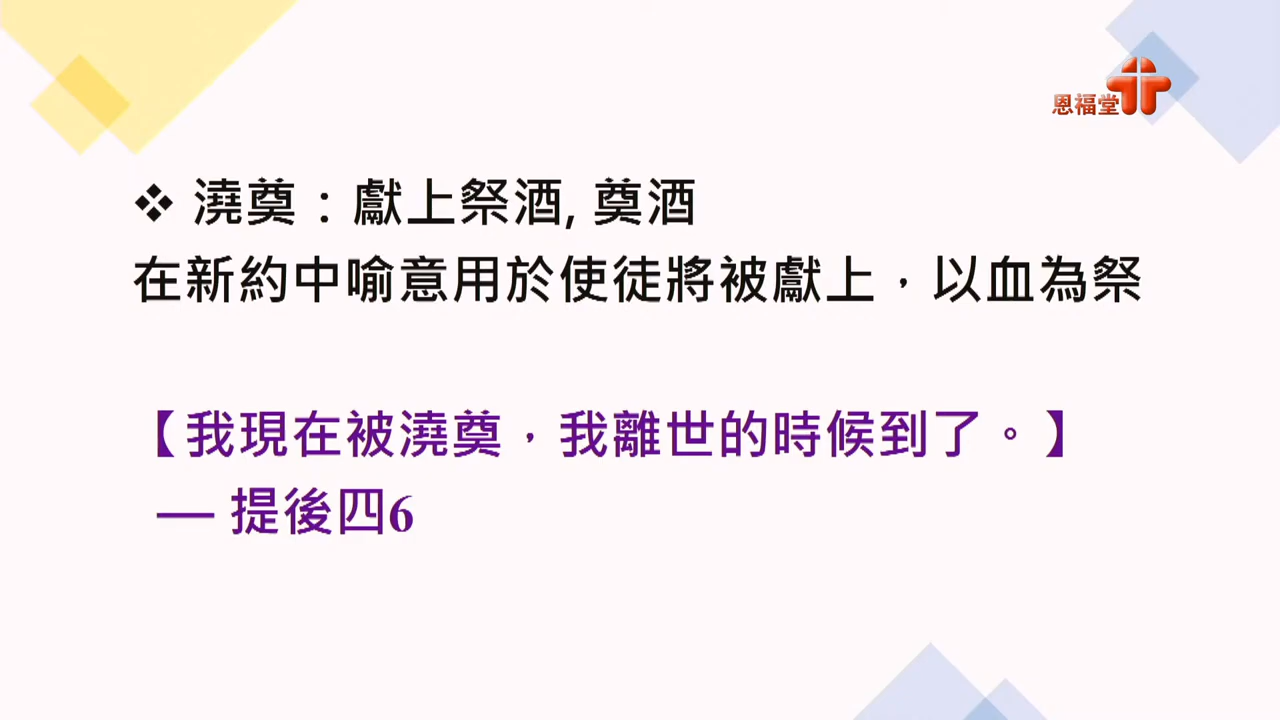 恩福堂
❖ 澆奠：獻上祭酒, 奠酒
在新約中喻意用於使徒將被獻上，以血為祭
【我現在被澆奠，我離世的時候到了。】
— 提後四6